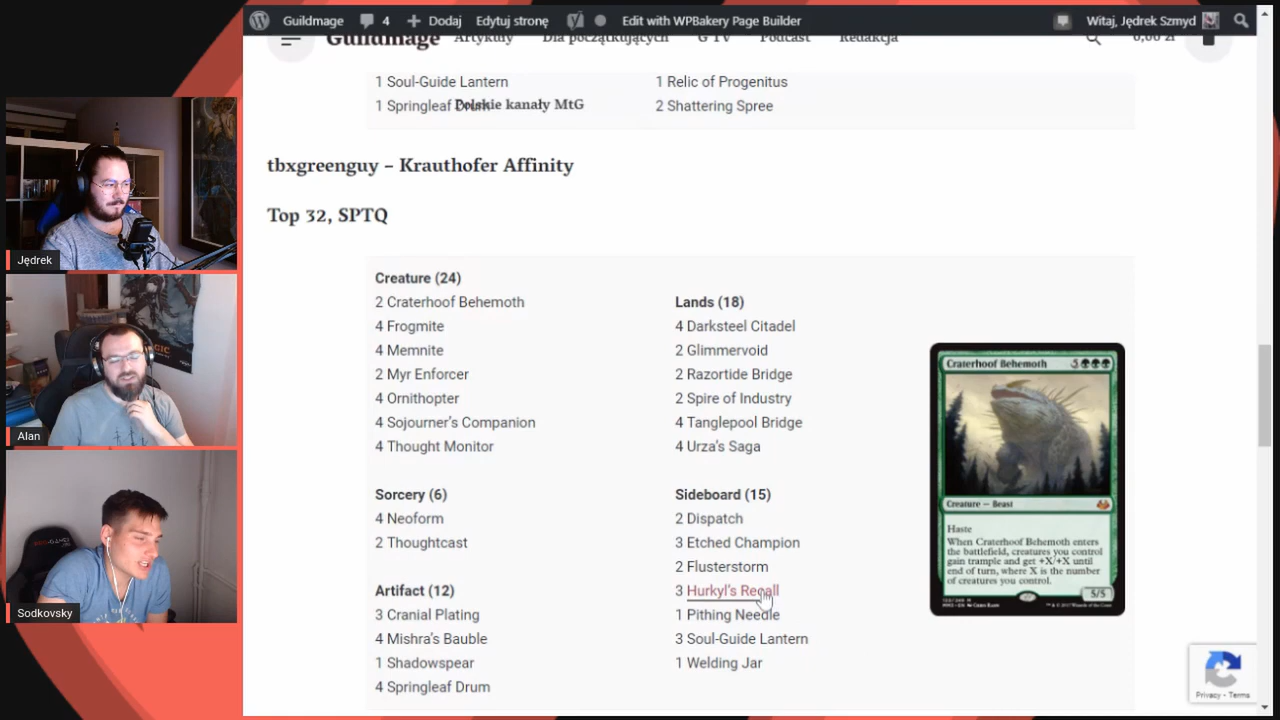 Guildmage 4 Dodaj Edytuj stronę Edit with WPBakery Page Builder Witaj, Jędrek Szmyd
Guildmage Artykuły Dla początkujących G TV Podcast Redakcja 0,00 zł
1 Soul-Guide Lantern
1 Springleaf Drum
Polskie kanały MtG
1 Relic of Progenitus
2 Shattering Spree
tbxgreenguy – Krauthofer Affinity
Top 32, SPTQ
Creature (24)
2 Craterhoof Behemoth
4 Frogmite
4 Memnite
2 Myr Enforcer
4 Ornithopter
4 Sojourner's Companion
4 Thought Monitor
Sorcery (6)
4 Neoform
2 Thoughtcast
Artifact (12)
3 Cranial Plating
4 Mishra's Bauble
1 Shadowspear
4 Springleaf Drum
Lands (18)
4 Darksteel Citadel
2 Glimmervoid
2 Razortide Bridge
2 Spire of Industry
4 Tanglepool Bridge
4 Urza's Saga
Sideboard (15)
2 Dispatch
3 Etched Champion
2 Flusterstorm
3 Hurkyl's Recall
1 Pithing Needle
3 Soul-Guide Lantern
1 Welding Jar
Craterhoof Behemoth 5
Creature — Beast
Haste
When Craterhoof Behemoth enters
the battlefield, creatures you control
gain trample and get +X/+X until
end of turn, where X is the number
of creatures you control.
5/5
Privacy - Terms
Jędrek
Alan
Sodkovsky